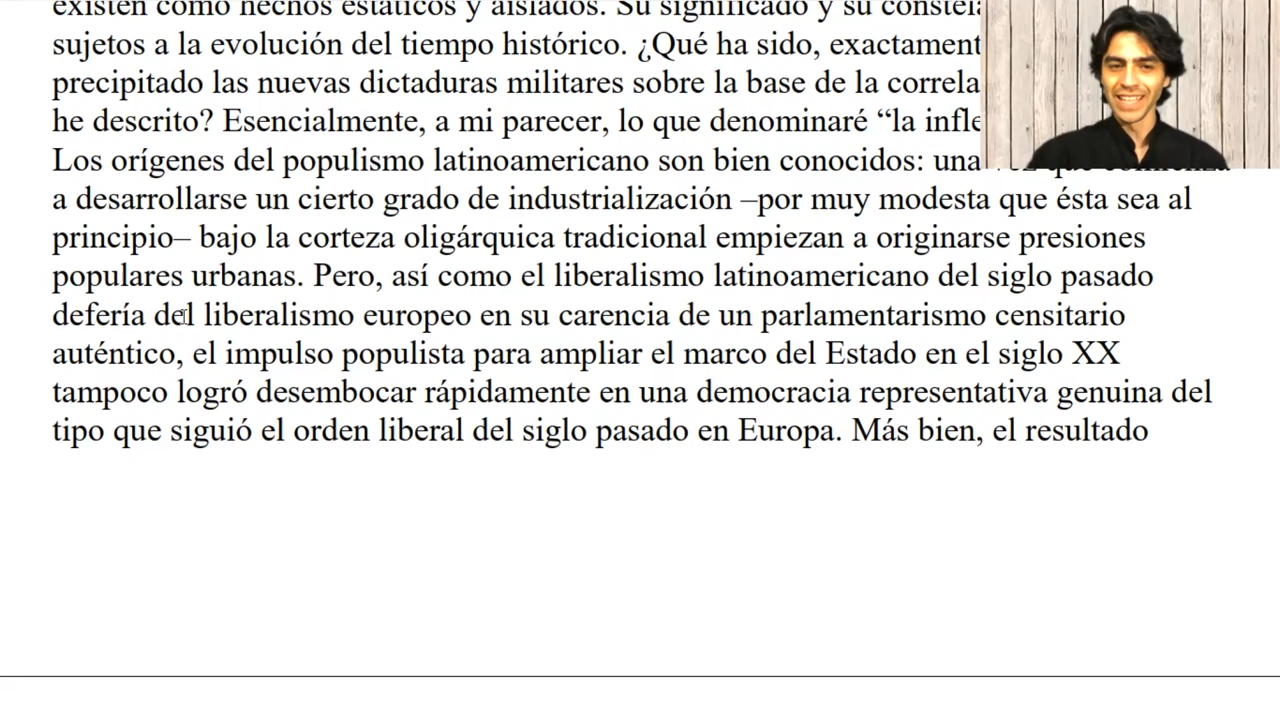 existen como hechos estáticos y aislados. Su significado y su
sujetos a la evolución del tiempo histórico. ¿Qué ha sido,
precipitado las nuevas dictaduras militares sobre la base de la
he descrito? Esencialmente, a mi parecer, lo que denominaré “la
Los orígenes del populismo latinoamericano son bien conocidos: una vez que comienza
a desarrollarse un cierto grado de industrialización –por muy modesta que ésta sea al
principio– bajo la corteza oligárquica tradicional empiezan a originarse presiones
populares urbanas. Pero, así como el liberalismo latinoamericano del siglo pasado
defería del liberalismo europeo en su carencia de un parlamentarismo censitario
auténtico, el impulso populista para ampliar el marco del Estado en el siglo XX
tampoco logró desembocar rápidamente en una democracia representativa genuina del
tipo que siguió el orden liberal del siglo pasado en Europa. Más bien, el resultado